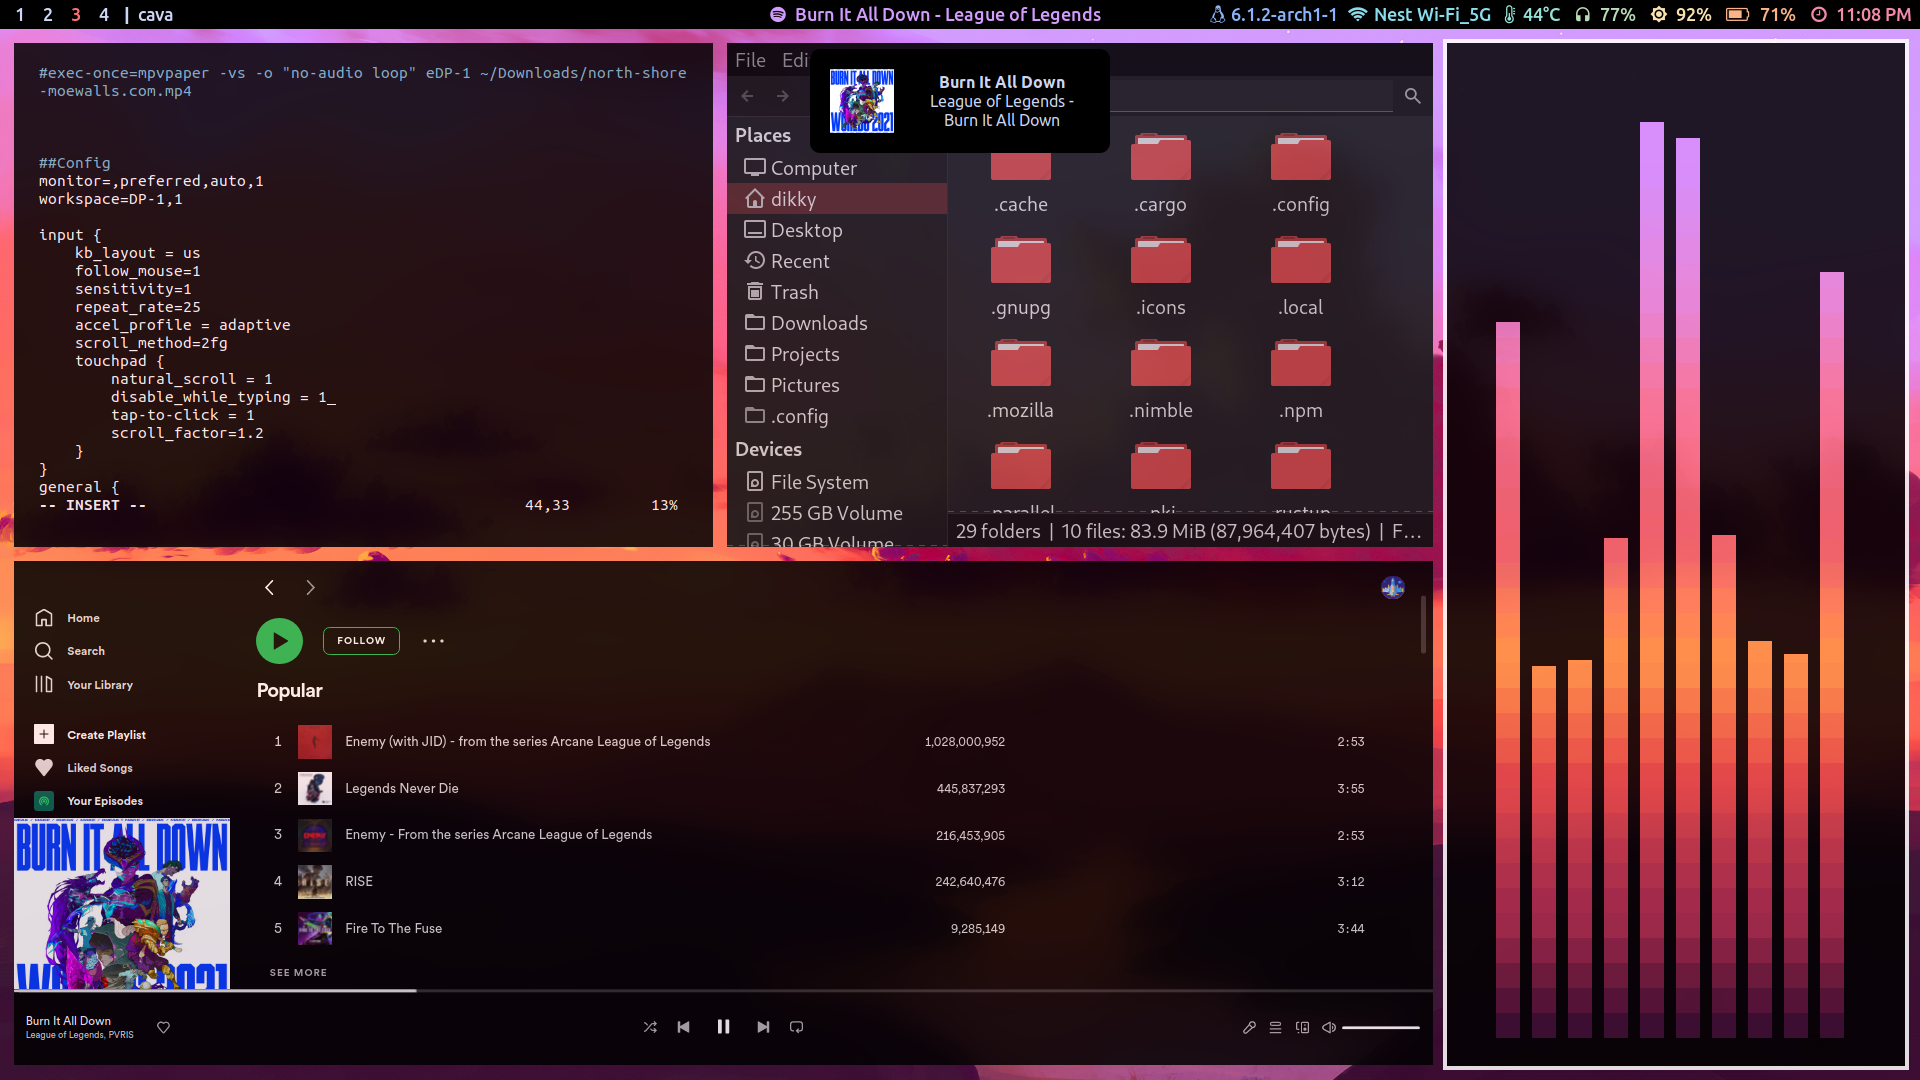 1 2 3 4 | cava
Burn It All Down - League of Legends
6.1.2-arch1-1 Nest Wi-Fi_5G 44°C 77% 92% 71% 11:08 PM
#exec-once=mpvpaper -vs -o "no-audio loop" eDP-1 ~/Downloads/north-shore
-moewalls.com.mp4
##Config
monitor=,preferred,auto,1
workspace=DP-1,1
input {
kb_layout = us
follow_mouse=1
sensitivity=1
repeat_rate=25
accel_profile = adaptive
scroll_method=2fg
touchpad {
natural_scroll = 1
disable_while_typing = 1_
tap-to-click = 1
scroll_factor=1.2
}
}
general {
-- INSERT -- 44,33 13%
File Edi
Burn It All Down
League of Legends -
Burn It All Down
BURN IT ALL DOWN
WORLDS 2021
Places
Computer
dikky
Desktop
Recent
Trash
Downloads
Projects
Pictures
.config
Devices
File System
255 GB Volume
30 GB Volume
.cache .cargo .config
.gnupg .icons .local
.mozilla .nimble .npm
.parallel .pki .rustup
29 folders | 10 files: 83.9 MiB (87,964,407 bytes) | F...
Home
Search
Your Library
Create Playlist
Liked Songs
Your Episodes
BURN IT ALL DOWN
FOLLOW
Popular
1 Enemy (with JID) - from the series Arcane League of Legends 1,028,000,952 2:53
2 Legends Never Die 445,837,293 3:55
3 Enemy - From the series Arcane League of Legends 216,453,905 2:53
4 RISE 242,640,476 3:12
5 Fire To The Fuse 9,285,149 3:44
SEE MORE
Burn It All Down
League of Legends, PVRIS